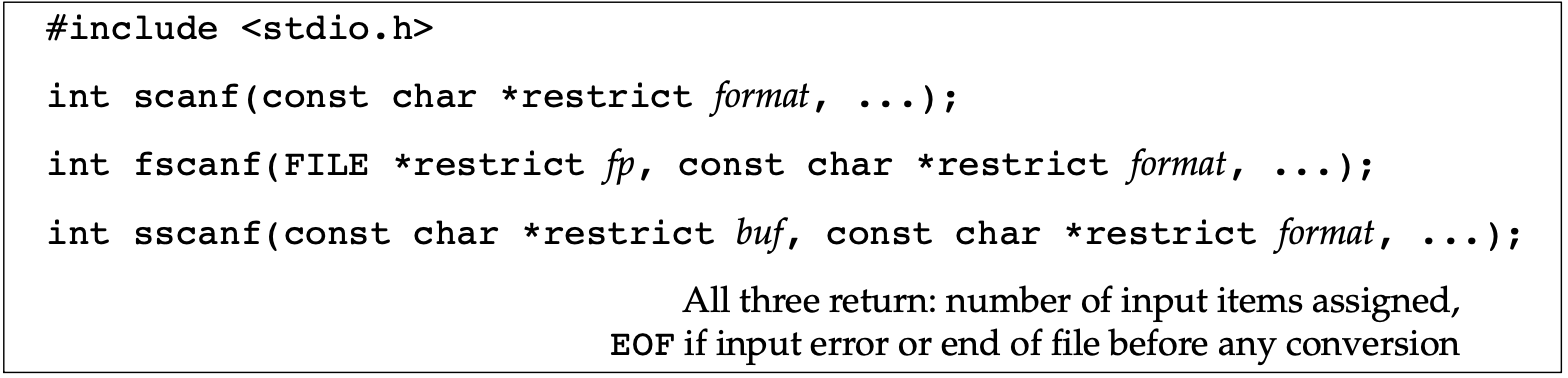 #include <stdio.h>
int scanf(const char *restrict format, ...);
int fscanf(FILE *restrict fp, const char *restrict format, ...);
int sscanf(const char *restrict buf, const char *restrict format, ...);
All three return: number of input items assigned,
EOF if input error or end of file before any conversion